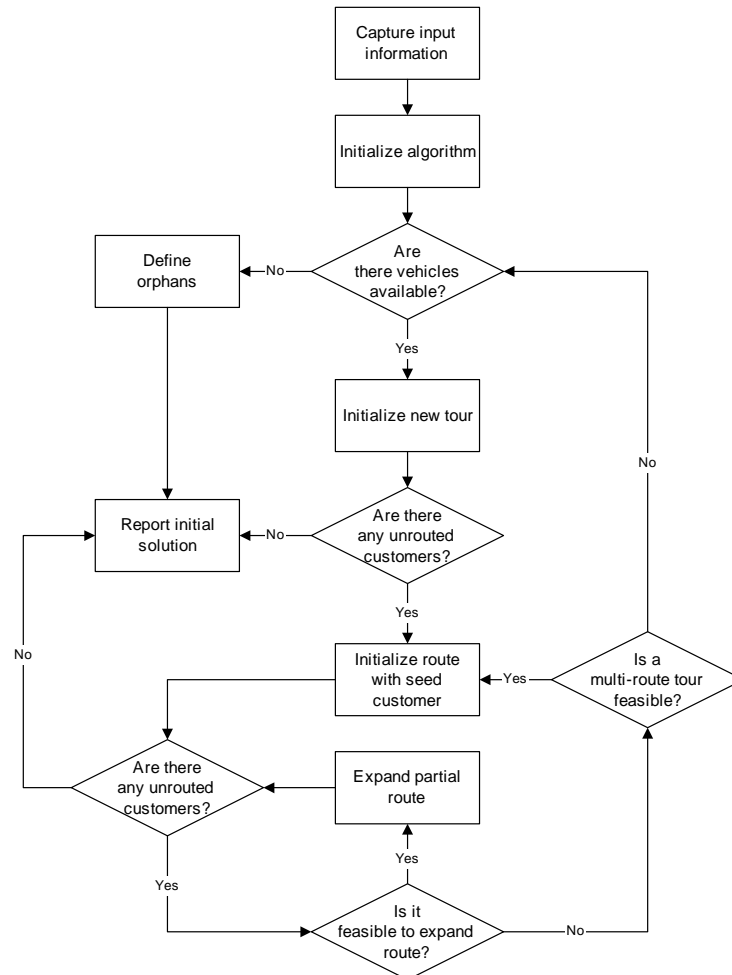 Capture input
information
Initialize algorithm
Are
there vehicles
available?
No
Define
orphans
Yes
Initialize new tour
No
Are there
any unrouted
customers?
No
Report initial
solution
Yes
No
Initialize route
with seed
customer
Yes
Is a
multi-route tour
feasible?
Are there
any unrouted
customers?
Expand partial
route
Yes
Yes
Is it
feasible to expand
route?
No